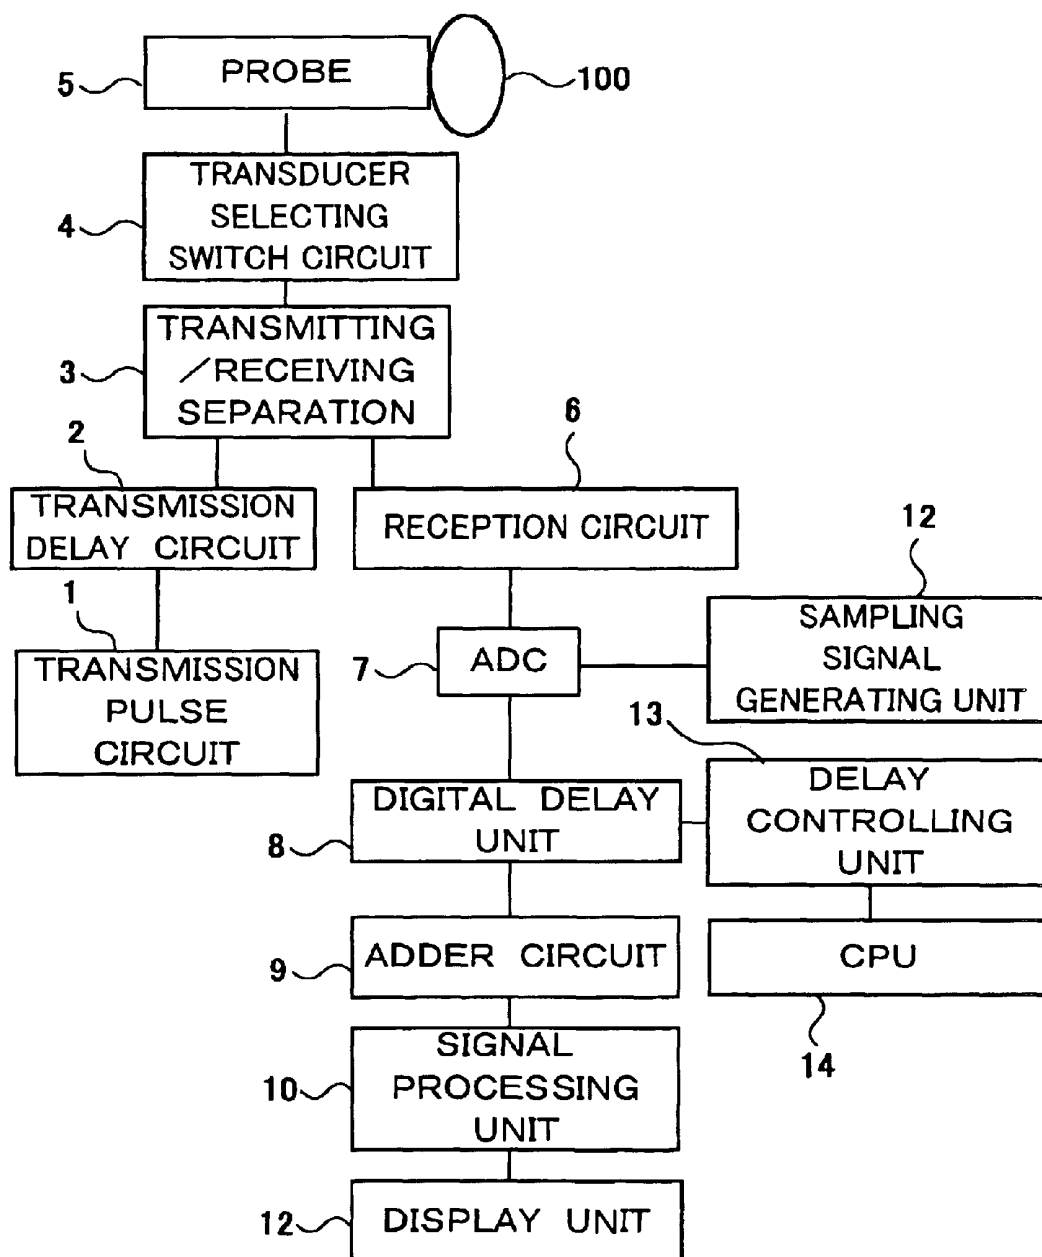 5
PROBE
100
4
TRANSDUCER
SELECTING
SWITCH CIRCUIT
3
TRANSMITTING
/RECEIVING
SEPARATION
2
TRANSMISSION
DELAY CIRCUIT
1
TRANSMISSION
PULSE
CIRCUIT
6
RECEPTION CIRCUIT
7
ADC
12
SAMPLING
SIGNAL
GENERATING UNIT
8
DIGITAL DELAY
UNIT
13
DELAY
CONTROLLING
UNIT
9
ADDER CIRCUIT
CPU
14
10
SIGNAL
PROCESSING
UNIT
12
DISPLAY UNIT